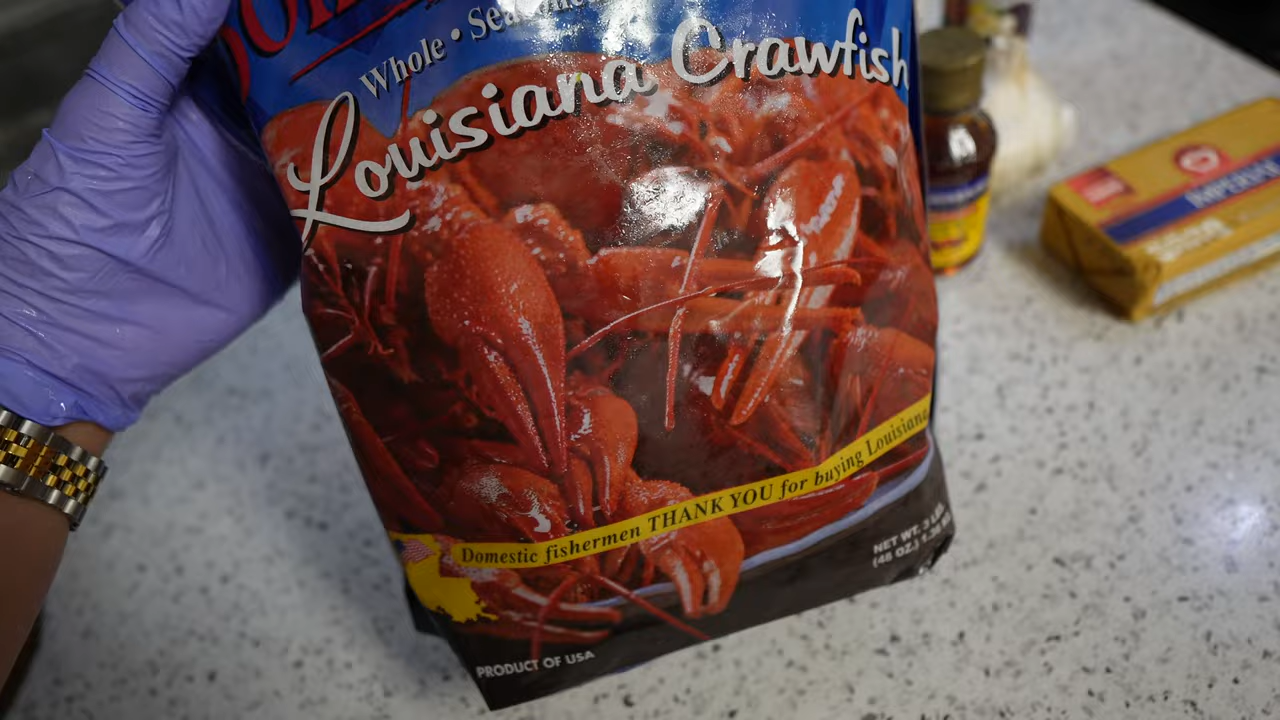 Whole •
Louisiana Crawfish
Domestic fishermen THANK YOU for buying Louisiana
NET WT. 3 LB
(48 OZ.)
PRODUCT OF USA